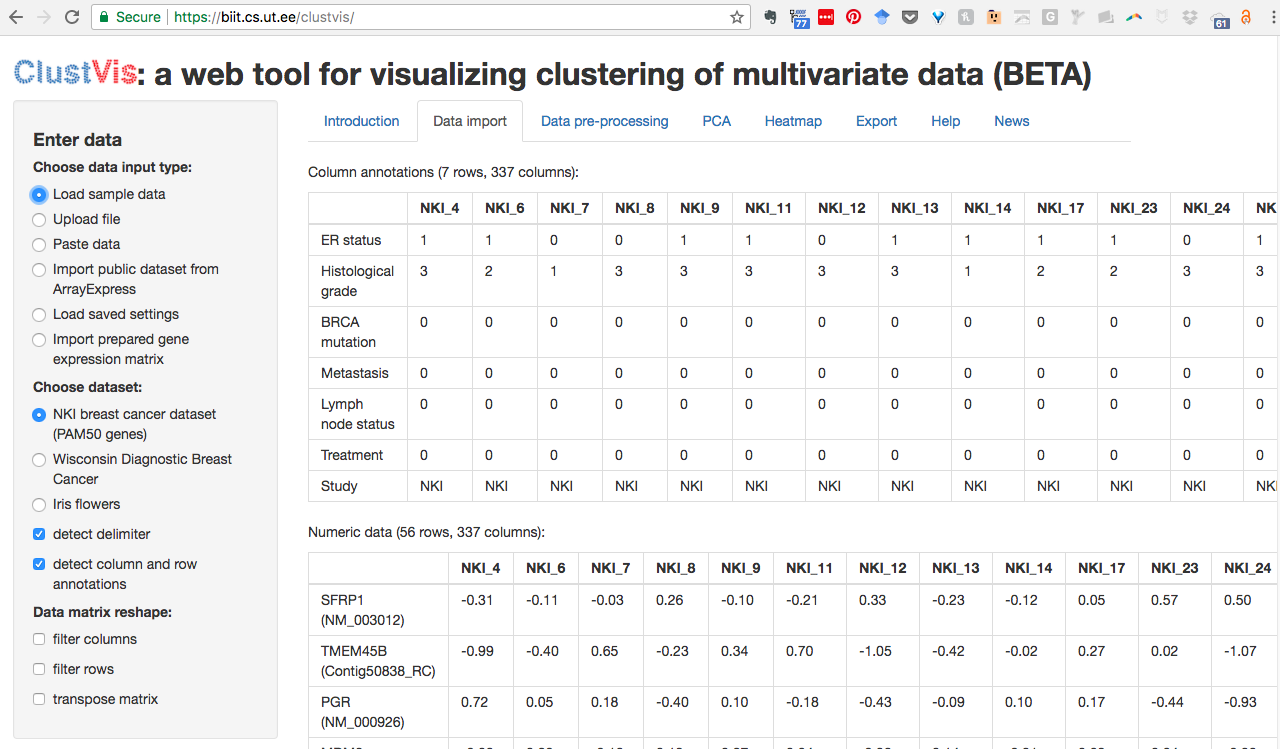 Secure https://biit.cs.ut.ee/clustvis/
77
61
ClustVis: a web tool for visualizing clustering of multivariate data (BETA)
Enter data
Choose data input type:
Load sample data
Upload file
Paste data
Import public dataset from
ArrayExpress
Load saved settings
Import prepared gene
expression matrix
Choose dataset:
NKI breast cancer dataset
(PAM50 genes)
Wisconsin Diagnostic Breast
Cancer
Iris flowers
detect delimiter
detect column and row
annotations
Data matrix reshape:
filter columns
filter rows
transpose matrix
Introduction Data import Data pre-processing PCA Heatmap Export Help News
Column annotations (7 rows, 337 columns):
NKI_4 NKI_6 NKI_7 NKI_8 NKI_9 NKI_11 NKI_12 NKI_13 NKI_14 NKI_17 NKI_23 NKI_24 NK
ER status 1 1 0 0 1 1 0 1 1 1 1 0 1
Histological
grade 3 2 1 3 3 3 3 3 1 2 2 3 3
BRCA
mutation 0 0 0 0 0 0 0 0 0 0 0 0 0
Metastasis 0 0 0 0 0 0 0 0 0 0 0 0 0
Lymph
node status 0 0 0 0 0 0 0 0 0 0 0 0 0
Treatment 0 0 0 0 0 0 0 0 0 0 0 0 0
Study NKI NKI NKI NKI NKI NKI NKI NKI NKI NKI NKI NKI NKI
Numeric data (56 rows, 337 columns):
NKI_4 NKI_6 NKI_7 NKI_8 NKI_9 NKI_11 NKI_12 NKI_13 NKI_14 NKI_17 NKI_23 NKI_24
SFRP1
(NM_003012) -0.31 -0.11 -0.03 0.26 -0.10 -0.21 0.33 -0.23 -0.12 0.05 0.57 0.50
TMEM45B
(Contig50838_RC) -0.99 -0.40 0.65 -0.23 0.34 0.70 -1.05 -0.42 -0.02 0.27 0.02 -1.07
PGR
(NM_000926) 0.72 0.05 0.18 -0.40 0.10 -0.18 -0.43 -0.09 0.10 0.17 -0.44 -0.93